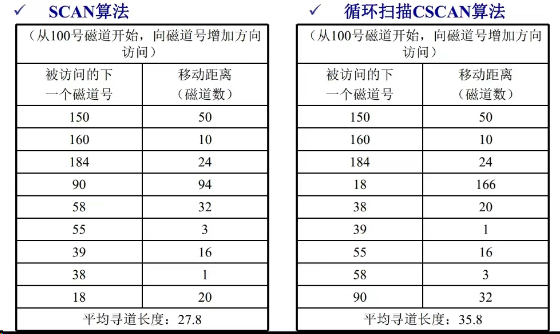 ✓ SCAN算法
(从100号磁道开始，向磁道号增加方向
访问)
被访问的下 移动距离
一个磁道号 (磁道数)
150 50
160 10
184 24
90 94
58 32
55 3
39 16
38 1
18 20
平均寻道长度：27.8
✓ 循环扫描CSCAN算法
(从100号磁道开始，向磁道号增加方向
访问)
被访问的下 移动距离
一个磁道号 (磁道数)
150 50
160 10
184 24
18 166
38 20
39 1
55 16
58 3
90 32
平均寻道长度：35.8